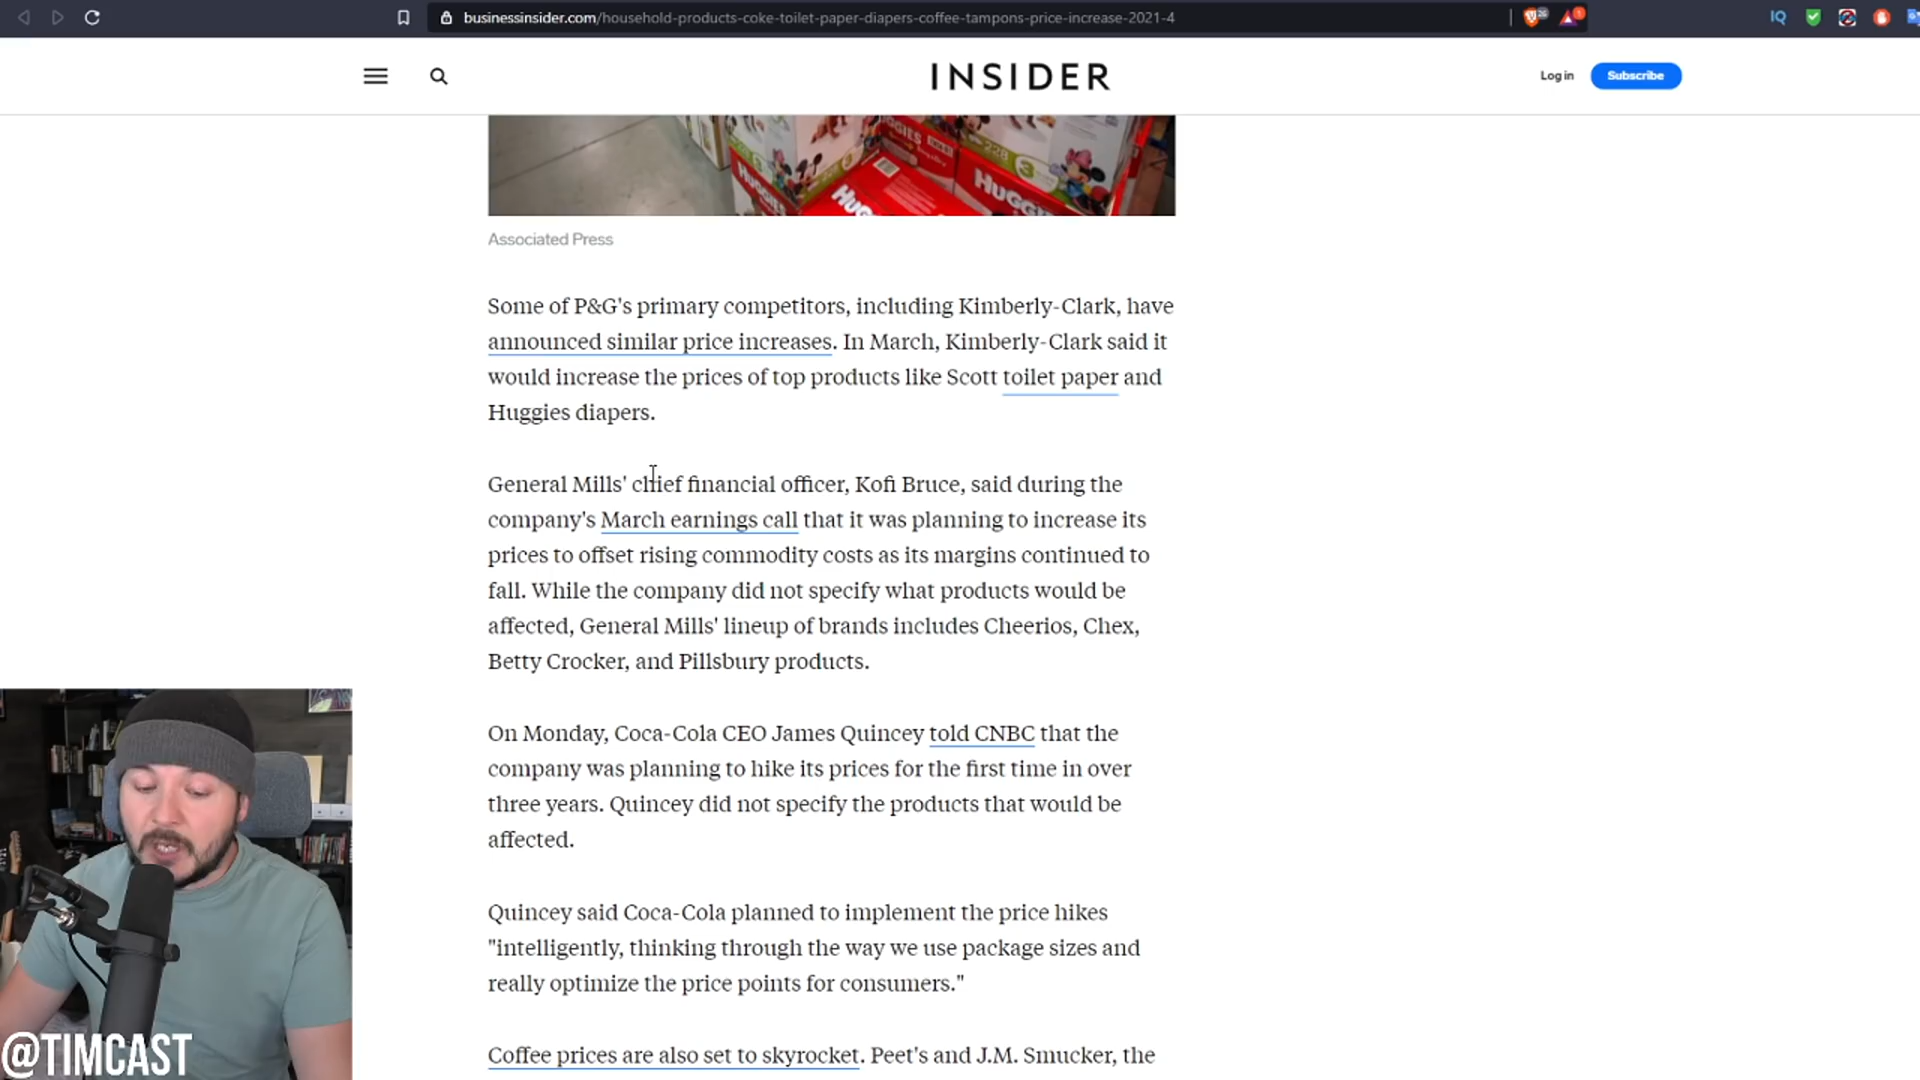 businessinsider.com/household-products-coke-toilet-paper-diapers-coffee-tampons-price-increase-2021-4
INSIDER
Log in
Subscribe
HUGGIES
228
3
HUGGIES
228
3
Associated Press
Some of P&G's primary competitors, including Kimberly-Clark, have
announced similar price increases. In March, Kimberly-Clark said it
would increase the prices of top products like Scott toilet paper and
Huggies diapers.
General Mills' chief financial officer, Kofi Bruce, said during the
company's March earnings call that it was planning to increase its
prices to offset rising commodity costs as its margins continued to
fall. While the company did not specify what products would be
affected, General Mills' lineup of brands includes Cheerios, Chex,
Betty Crocker, and Pillsbury products.
On Monday, Coca-Cola CEO James Quincey told CNBC that the
company was planning to hike its prices for the first time in over
three years. Quincey did not specify the products that would be
affected.
Quincey said Coca-Cola planned to implement the price hikes
"intelligently, thinking through the way we use package sizes and
really optimize the price points for consumers."
Coffee prices are also set to skyrocket. Peet's and J.M. Smucker, the
@TIMCAST